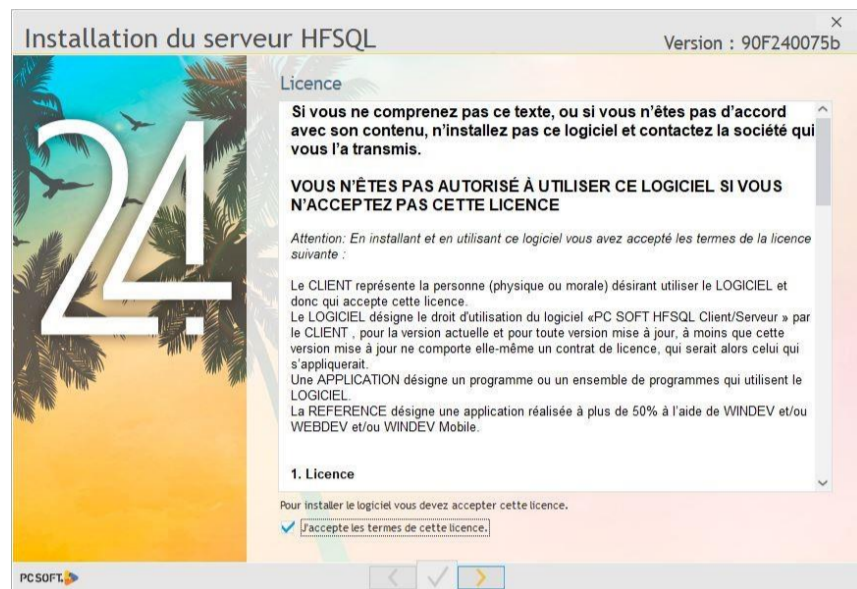 Installation du serveur HFSQL
Version : 90F240075b
24
Licence
Si vous ne comprenez pas ce texte, ou si vous n'êtes pas d'accord
avec son contenu, n'installez pas ce logiciel et contactez la société qui
vous l'a transmis.
VOUS N'ÊTES PAS AUTORISÉ À UTILISER CE LOGICIEL SI VOUS
N'ACCEPTEZ PAS CETTE LICENCE
Attention: En installant et en utilisant ce logiciel vous avez accepté les termes de la licence
suivante :
Le CLIENT représente la personne (physique ou morale) désirant utiliser le LOGICIEL et
donc qui accepte cette licence.
Le LOGICIEL désigne le droit d'utilisation du logiciel «PC SOFT HFSQL Client/Serveur » par
le CLIENT , pour la version actuelle et pour toute version mise à jour, à moins que cette
version mise à jour ne comporte elle-même un contrat de licence, qui serait alors celui qui
s'appliquerait.
Une APPLICATION désigne un programme ou un ensemble de programmes qui utilisent le
LOGICIEL.
La REFERENCE désigne une application réalisée à plus de 50% à l'aide de WINDEV et/ou
WEBDEV et/ou WINDEV Mobile.
1. Licence
Pour installer le logiciel vous devez accepter cette licence.
J'accepte les termes de cette licence.
PC SOFT